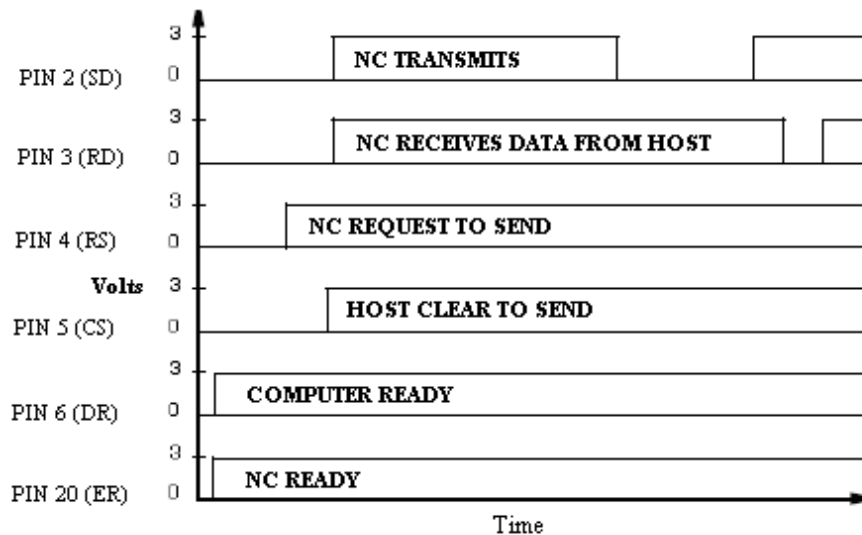 3
NC TRANSMITS
PIN 2 (SD) 0
3
NC RECEIVES DATA FROM HOST
PIN 3 (RD) 0
3
NC REQUEST TO SEND
PIN 4 (RS) 0
Volts 3
HOST CLEAR TO SEND
PIN 5 (CS) 0
3
COMPUTER READY
PIN 6 (DR) 0
3
NC READY
PIN 20 (ER) 0
Time